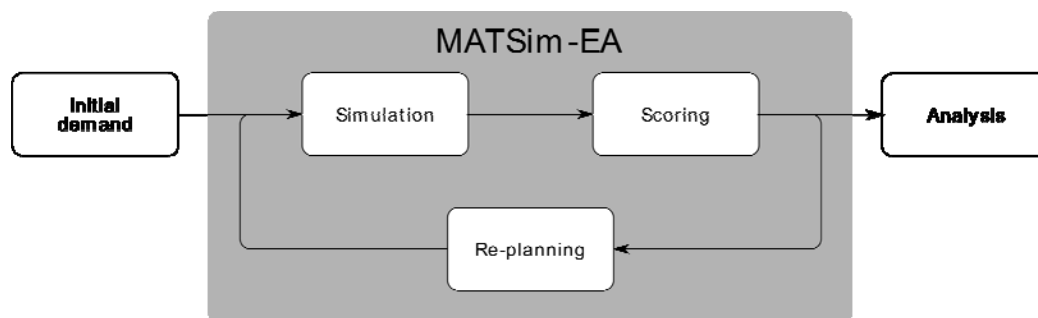 MATSim-EA
Initial
demand
Simulation
Scoring
Analysis
Re-planning